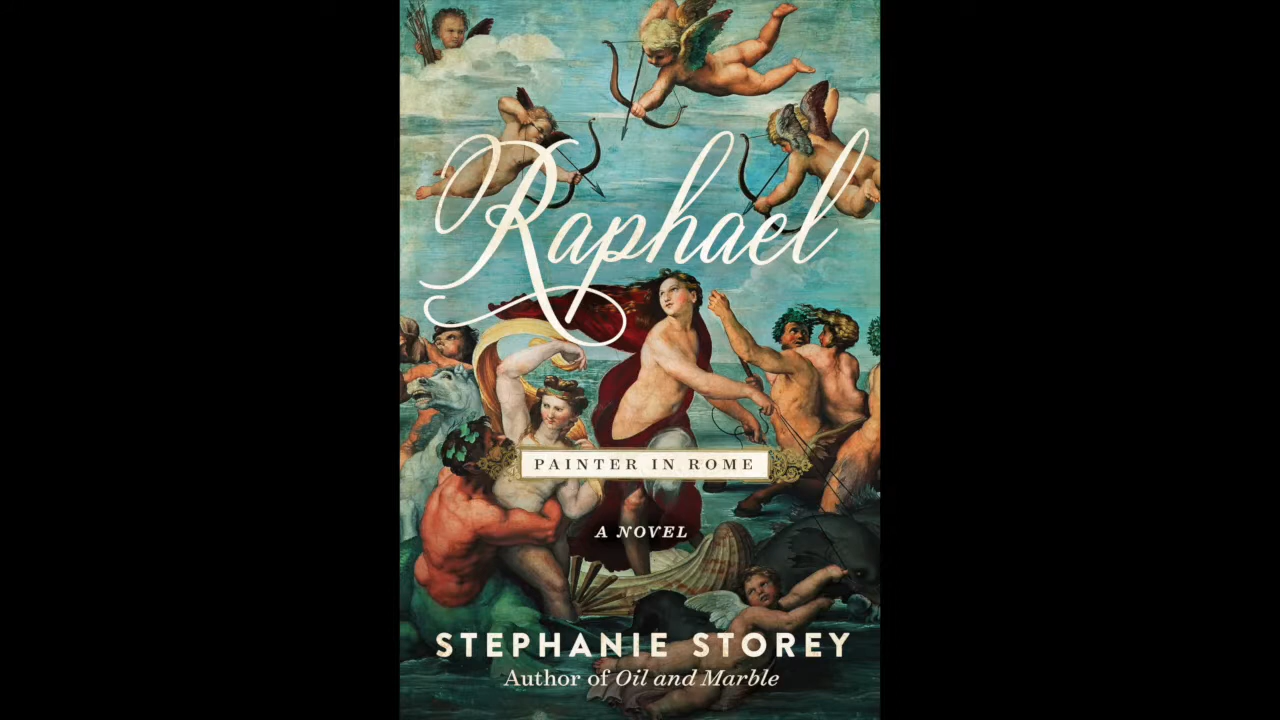 Raphael
PAINTER IN ROME
A NOVEL
STEPHANIE STOREY
Author of Oil and Marble